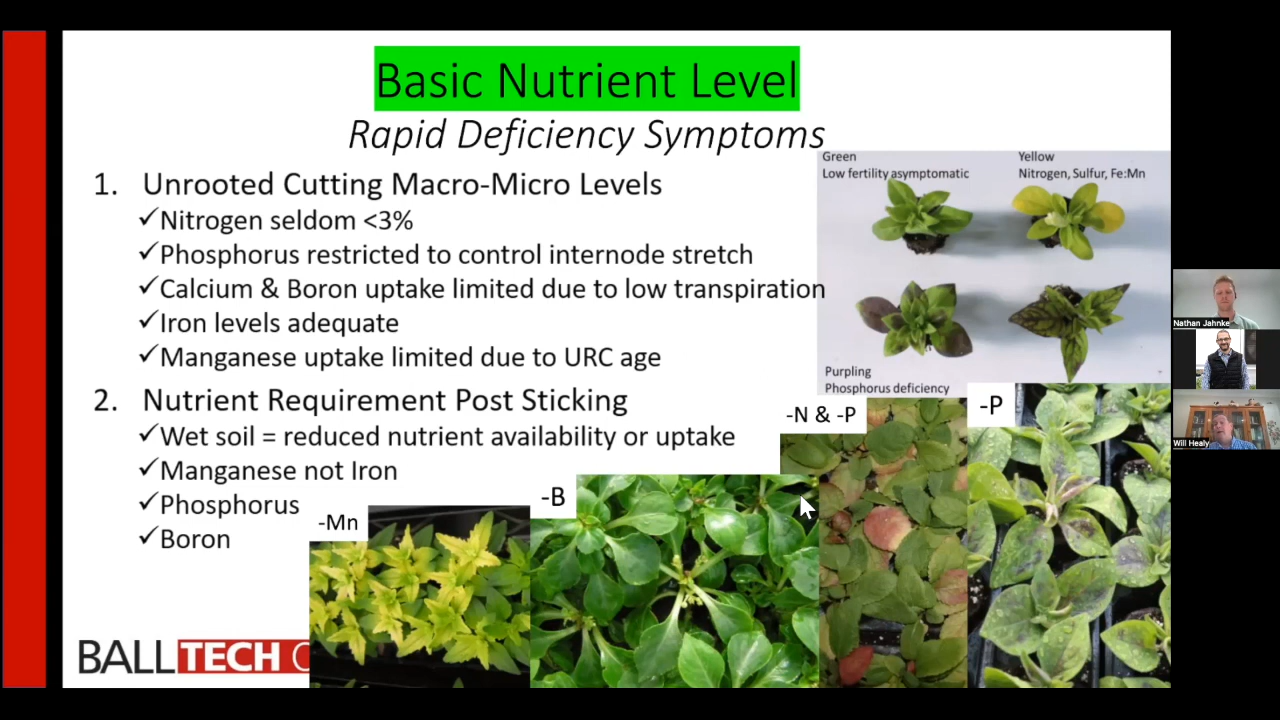 Basic Nutrient Level
Rapid Deficiency Symptoms
1. Unrooted Cutting Macro-Micro Levels
✓Nitrogen seldom <3%
✓Phosphorus restricted to control internode stretch
✓Calcium & Boron uptake limited due to low transpiration
✓Iron levels adequate
✓Manganese uptake limited due to URC age
2. Nutrient Requirement Post Sticking
✓Wet soil = reduced nutrient availability or uptake
✓Manganese not Iron
✓Phosphorus
✓Boron
Green
Low fertility asymptomatic
Yellow
Nitrogen, Sulfur, Fe:Mn
Purpling
Phosphorus deficiency
-Mn
-B
-N & -P
-P
BALLTECH
Nathan Jahnke
Will Healy